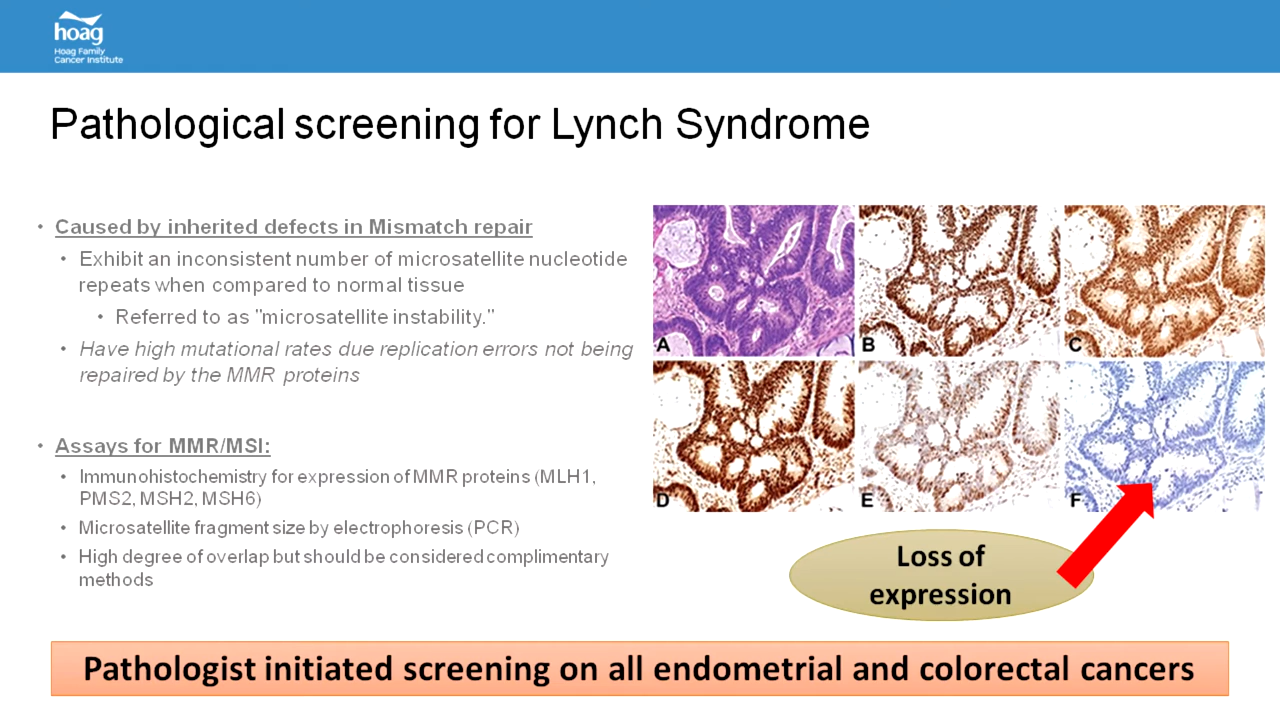 hoag
Hoag Family
Cancer Institute
Pathological screening for Lynch Syndrome
• Caused by inherited defects in Mismatch repair
• Exhibit an inconsistent number of microsatellite nucleotide
repeats when compared to normal tissue
• Referred to as "microsatellite instability."
• Have high mutational rates due replication errors not being
repaired by the MMR proteins
• Assays for MMR/MSI:
• Immunohistochemistry for expression of MMR proteins (MLH1,
PMS2, MSH2, MSH6)
• Microsatellite fragment size by electrophoresis (PCR)
• High degree of overlap but should be considered complimentary
methods
A B C
D E F
Loss of
expression
Pathologist initiated screening on all endometrial and colorectal cancers